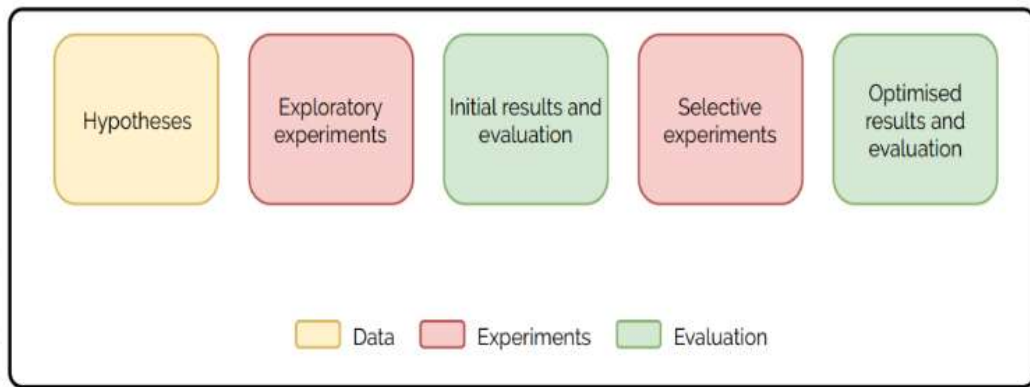 Hypotheses
Exploratory
experiments
Initial results and
evaluation
Selective
experiments
Optimised
results and
evaluation
Data
Experiments
Evaluation